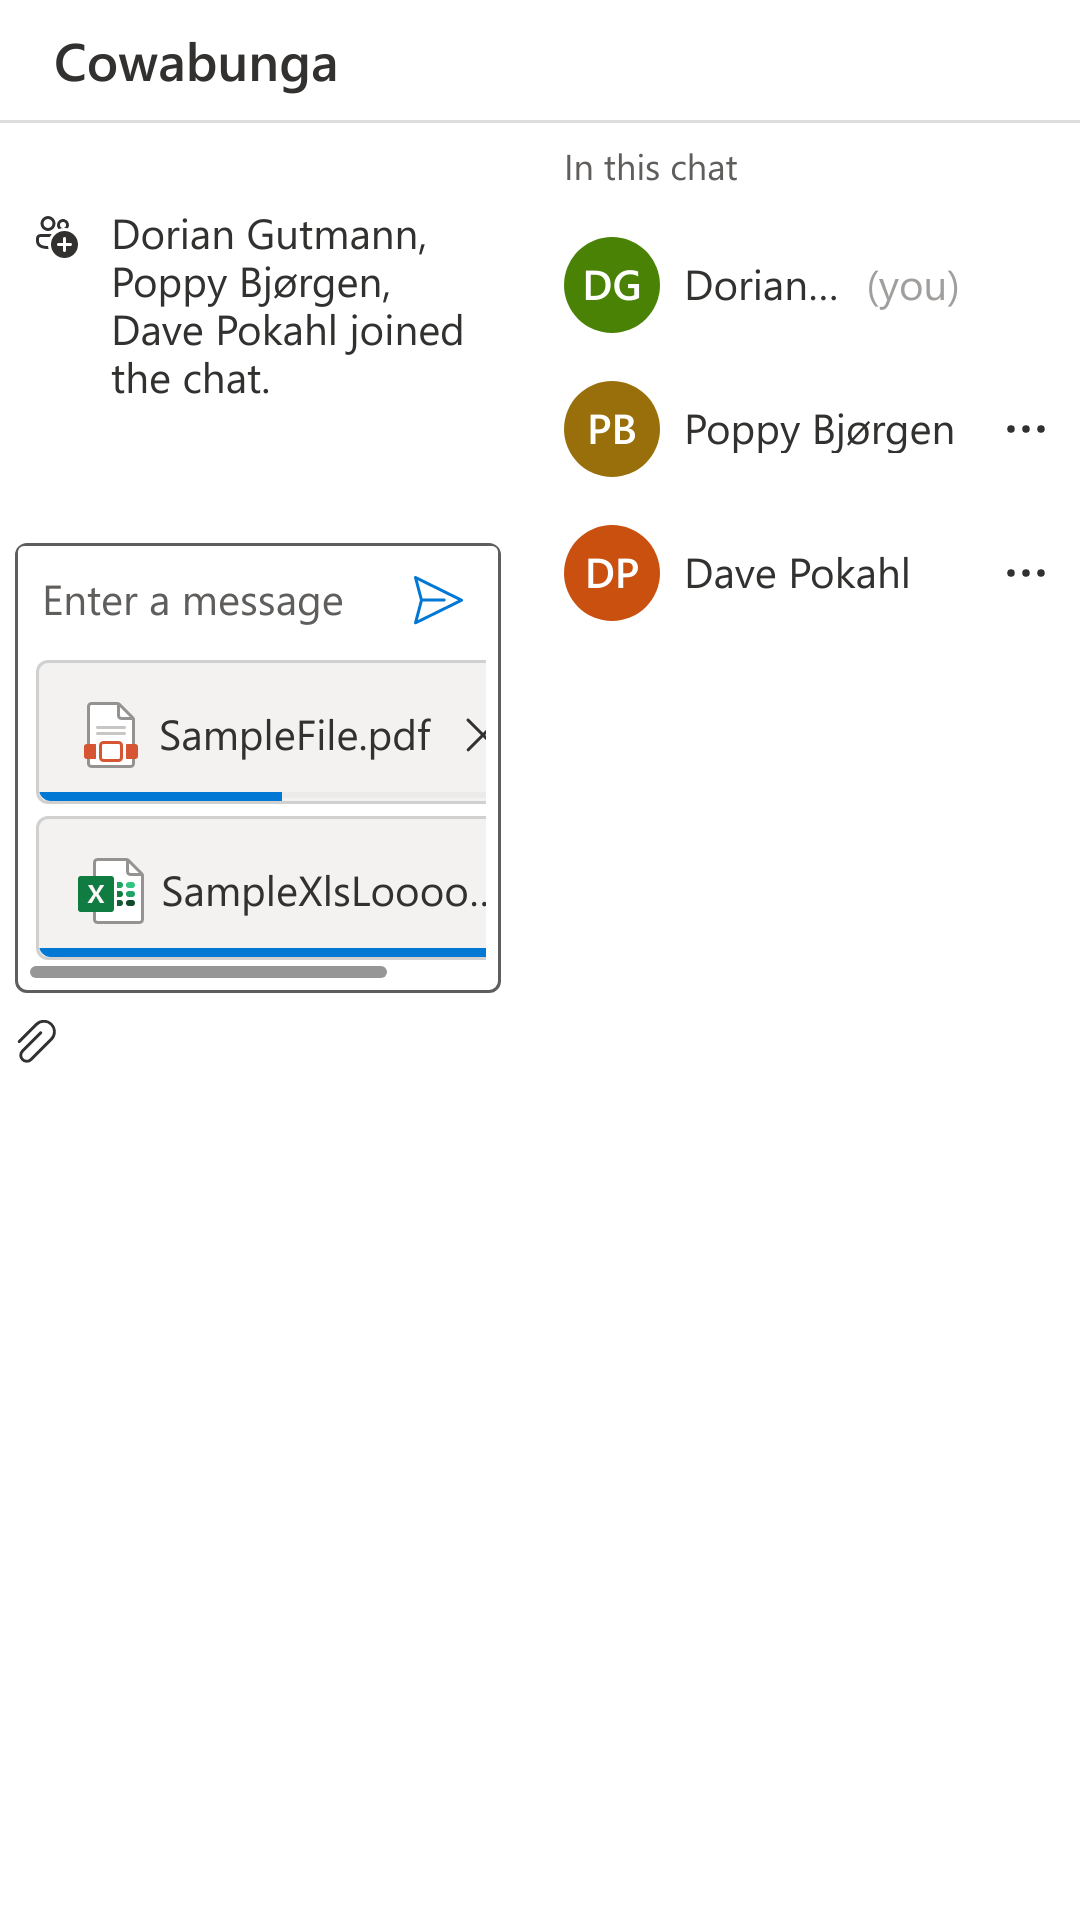 Cowabunga
Dorian Gutmann,
Poppy Bjørgen,
Dave Pokahl joined
the chat.
Enter a message
SampleFile.pdf
X
SampleXlsLoooo..
In this chat
DG Dorian... (you)
PB Poppy Bjørgen
DP Dave Pokahl